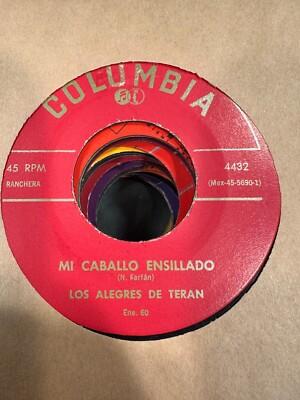 COLUMBIA
45 RPM
RANCHERA
4432
(Mex-45-5690-1)
MI CABALLO ENSILLADO
(N. Farfán)
LOS ALEGRES DE TERAN
Ene. 60